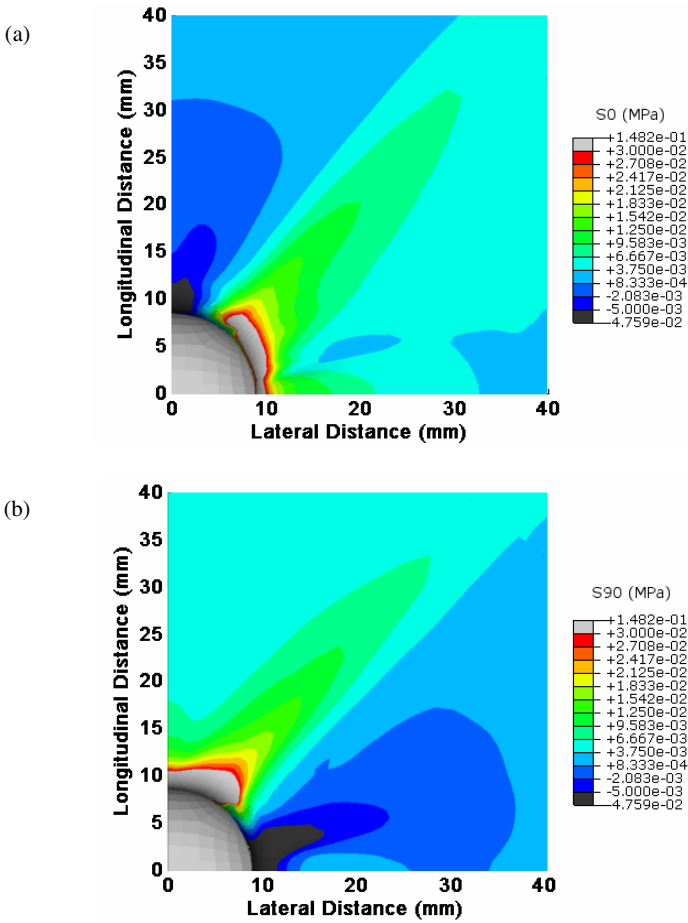 (a)
40
35
30
25
20
15
10
5
0
0 10 20 30 40
Longitudinal Distance (mm)
Lateral Distance (mm)
S0 (MPa)
+1.482e-01
+3.000e-02
+2.708e-02
+2.417e-02
+2.125e-02
+1.833e-02
+1.542e-02
+1.250e-02
+9.583e-03
+6.667e-03
+3.750e-03
+8.333e-04
-2.083e-03
-5.000e-03
-4.759e-02
(b)
40
35
30
25
20
15
10
5
0
0 10 20 30 40
Longitudinal Distance (mm)
Lateral Distance (mm)
S90 (MPa)
+1.482e-01
+3.000e-02
+2.708e-02
+2.417e-02
+2.125e-02
+1.833e-02
+1.542e-02
+1.250e-02
+9.583e-03
+6.667e-03
+3.750e-03
+8.333e-04
-2.083e-03
-5.000e-03
-4.759e-02